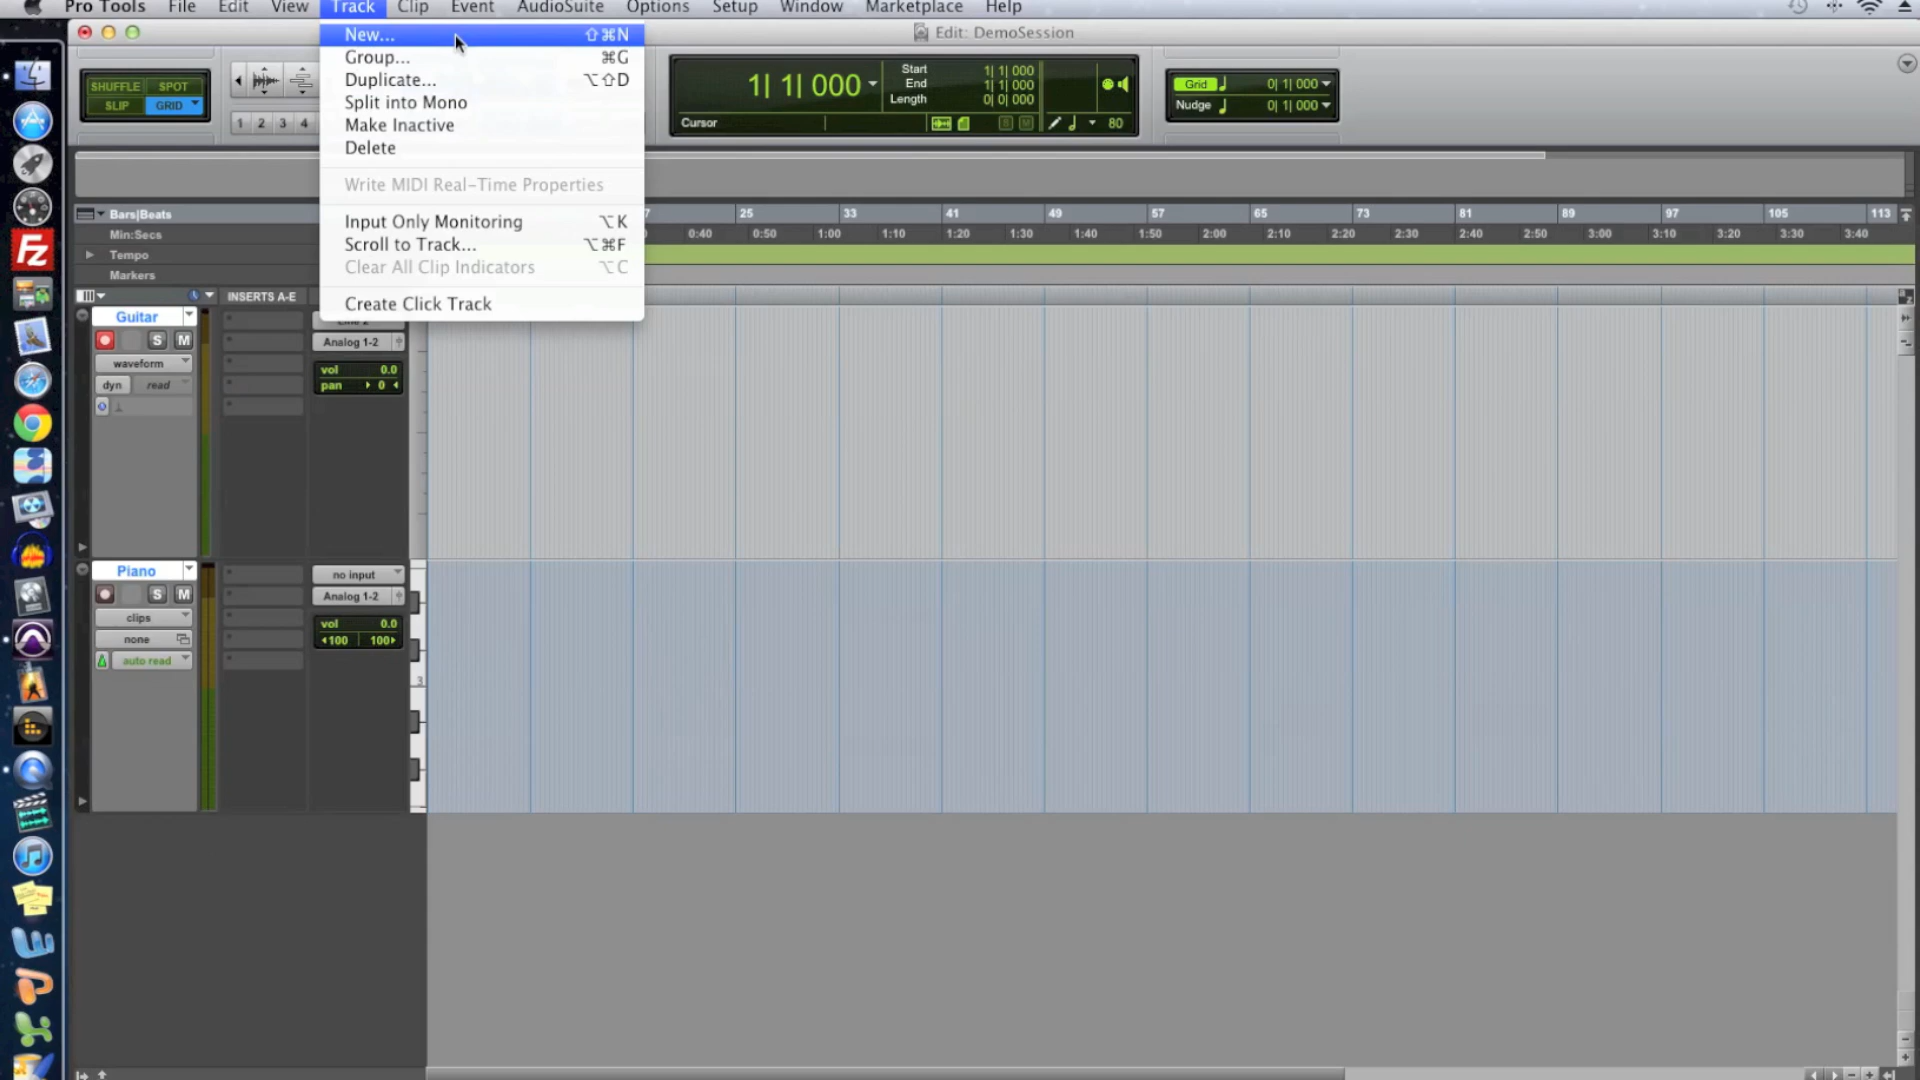 Pro Tools File Edit View Track Clip Event AudioSuite Options Setup Window Marketplace Help
Edit: DemoSession
New... ⇧⌘N
Group... ⌘G
Duplicate... ⌥⇧D
Split into Mono
Make Inactive
Delete
Write MIDI Real-Time Properties
Input Only Monitoring ⌥K
Scroll to Track... ⌥⌘F
Clear All Clip Indicators ⌥C
Create Click Track
SHUFFLE SPOT
SLIP GRID
1 2 3 4
1| 1| 000
Start 1| 1| 000
End 1| 1| 000
Length 0| 0| 000
Cursor
80
Grid 0| 1| 000
Nudge 0| 1| 000
Bars|Beats 25 33 41 49 57 65 73 81 89 97 105 113
Min:Secs 0:40 0:50 1:00 1:10 1:20 1:30 1:40 1:50 2:00 2:10 2:20 2:30 2:40 2:50 3:00 3:10 3:20 3:30 3:40
Tempo
Markers
INSERTS A-E
Guitar
S M
Analog 1-2
waveform
vol 0.0
dyn read
pan 0
Piano
no input
S M
Analog 1-2
clips
vol 0.0
none
100 100
auto read
3
FZ